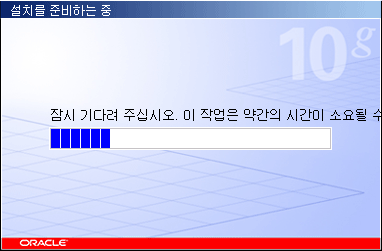 설치를 준비하는 중
10g
잠시 기다려 주십시오. 이 작업은 약간의 시간이 소요될 수
ORACLE